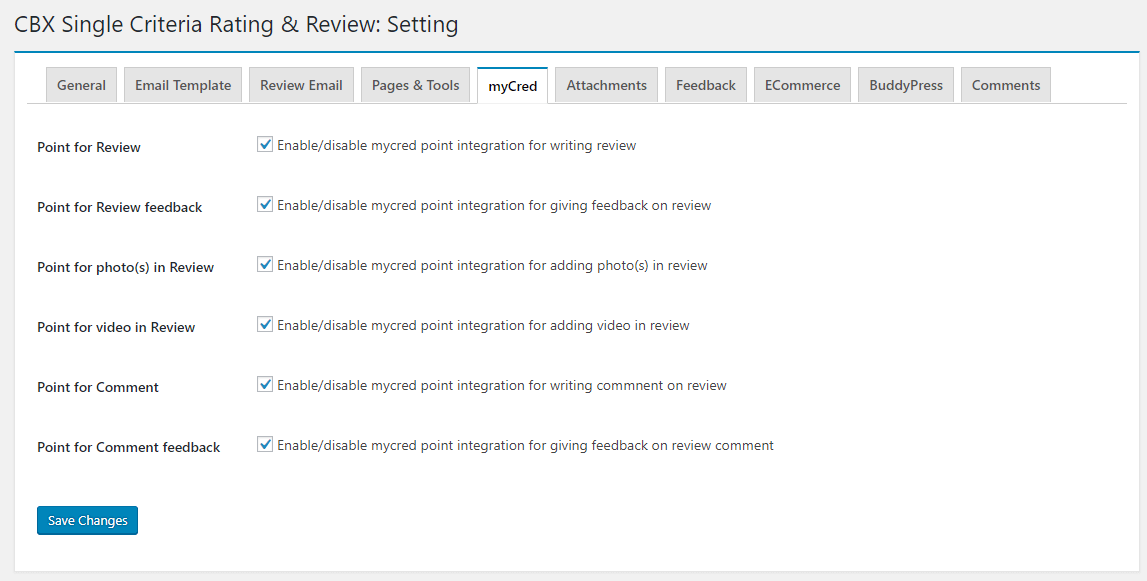 CBX Single Criteria Rating & Review: Setting
General Email Template Review Email Pages & Tools myCred Attachments Feedback ECommerce BuddyPress Comments
Point for Review Enable/disable mycred point integration for writing review
Point for Review feedback Enable/disable mycred point integration for giving feedback on review
Point for photo(s) in Review Enable/disable mycred point integration for adding photo(s) in review
Point for video in Review Enable/disable mycred point integration for adding video in review
Point for Comment Enable/disable mycred point integration for writing commnent on review
Point for Comment feedback Enable/disable mycred point integration for giving feedback on review comment
Save Changes